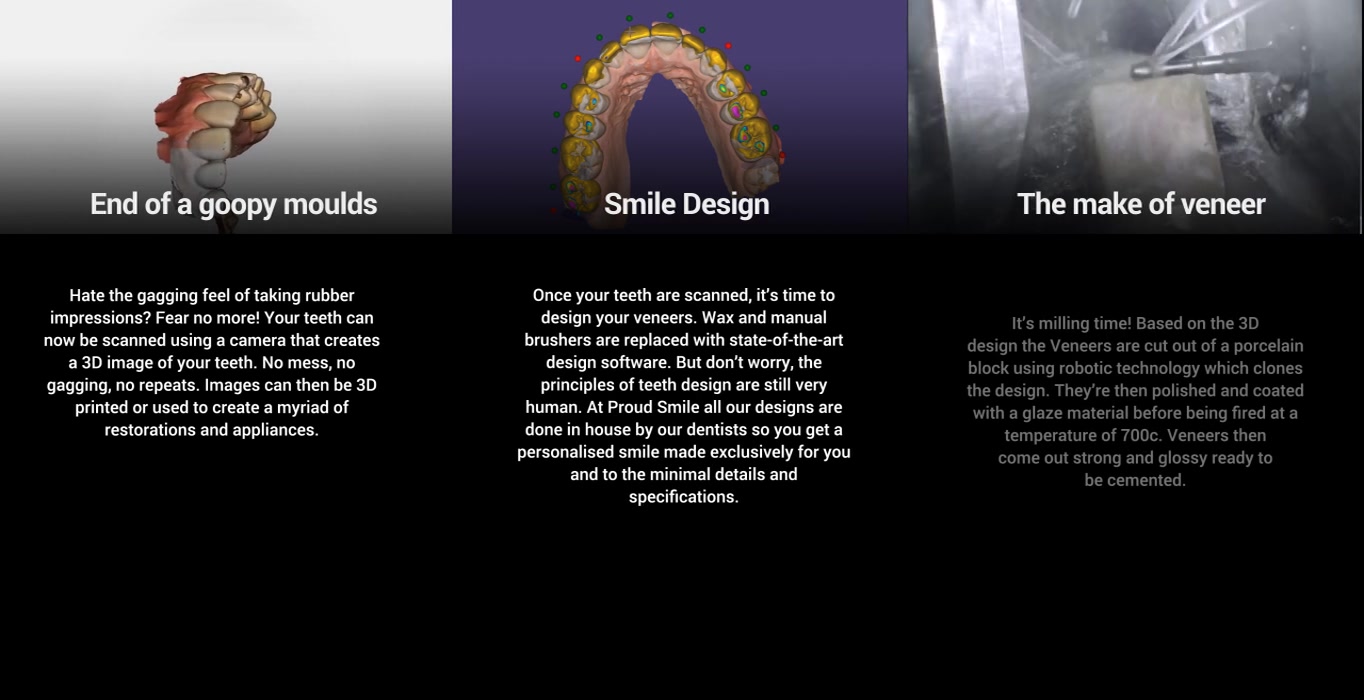 End of a goopy moulds
Hate the gagging feel of taking rubber
impressions? Fear no more! Your teeth can
now be scanned using a camera that creates
a 3D image of your teeth. No mess, no
gagging, no repeats. Images can then be 3D
printed or used to create a myriad of
restorations and appliances.
Smile Design
Once your teeth are scanned, it’s time to
design your veneers. Wax and manual
brushers are replaced with state-of-the-art
design software. But don’t worry, the
principles of teeth design are still very
human. At Proud Smile all our designs are
done in house by our dentists so you get a
personalised smile made exclusively for you
and to the minimal details and
specifications.
The make of veneer
It’s milling time! Based on the 3D
design the Veneers are cut out of a porcelain
block using robotic technology which clones
the design. They’re then polished and coated
with a glaze material before being fired at a
temperature of 700c. Veneers then
come out strong and glossy ready to
be cemented.